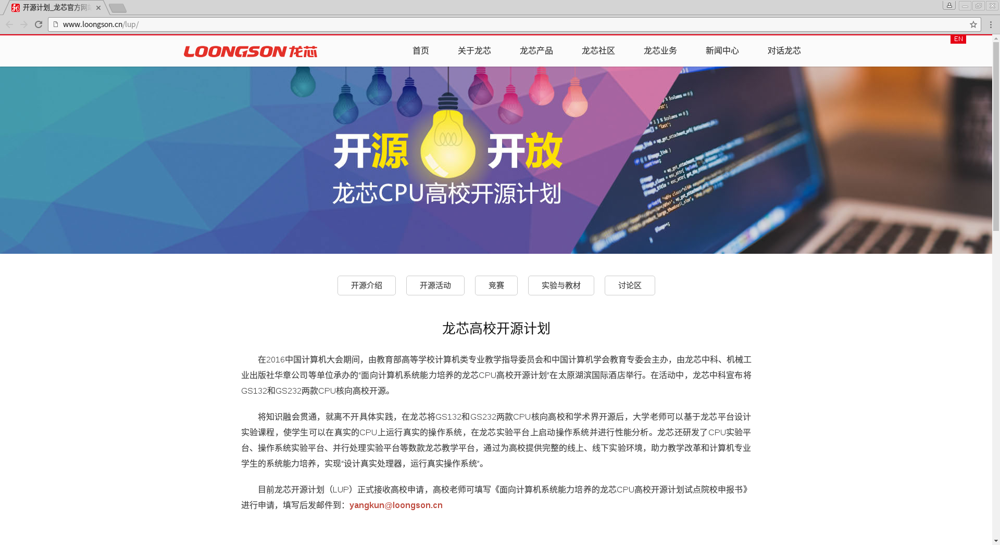 开源计划_龙芯官方网站
www.loongson.cn/lup/
EN
LOONGSON 龙芯
首页 关于龙芯 龙芯产品 龙芯社区 龙芯业务 新闻中心 对话龙芯
开源 开放
龙芯CPU高校开源计划
开源介绍 开源活动 竞赛 实验与教材 讨论区
龙芯高校开源计划
在2016中国计算机大会期间，由教育部高等学校计算机类专业教学指导委员会和中国计算机学会教育专委会主办，由龙芯中科、机械工
业出版社华章公司等单位承办的“面向计算机系统能力培养的龙芯CPU高校开源计划”在太原湖滨国际酒店举行。在活动中，龙芯中科宣布将
GS132和GS232两款CPU核向高校开源。
将知识融会贯通，就离不开具体实践，在龙芯将GS132和GS232两款CPU核向高校和学术界开源后，大学老师可以基于龙芯平台设计
实验课程，使学生可以在真实的CPU上运行真实的操作系统，在龙芯实验平台上启动操作系统并进行性能分析。龙芯还研发了CPU实验平
台、操作系统实验平台、并行处理实验平台等数款龙芯教学平台，通过为高校提供完整的线上、线下实验环境，助力教学改革和计算机专业
学生的系统能力培养，实现“设计真实处理器，运行真实操作系统”。
目前龙芯开源计划（LUP）正式接收高校申请，高校老师可填写《面向计算机系统能力培养的龙芯CPU高校开源计划试点院校申报书》
进行申请，填写后发邮件到：yangkun@loongson.cn